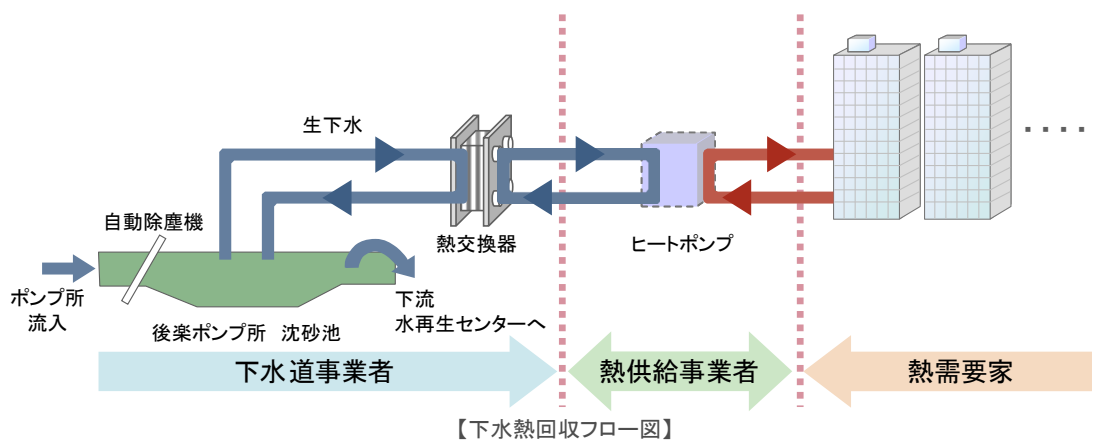 生下水
自動除塵機
熱交換器
ヒートポンプ
ポンプ所
流入
後楽ポンプ所 沈砂池
下流
水再生センターへ
下水道事業者
熱供給事業者
熱需要家
【下水熱回収フロー図】